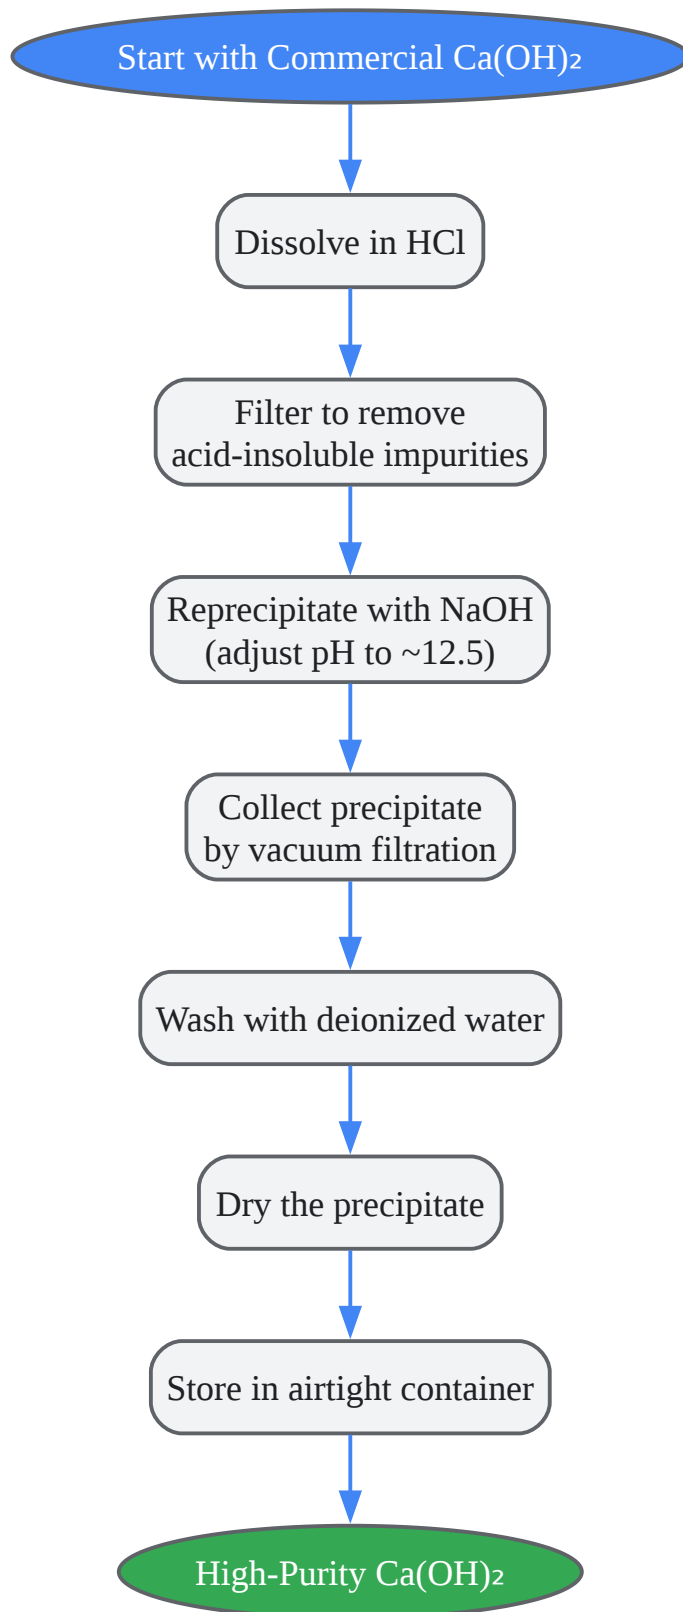 Start with Commercial Ca(OH)₂
Dissolve in HCl
Filter to remove
acid-insoluble impurities
Reprecipitate with NaOH
(adjust pH to ~12.5)
Collect precipitate
by vacuum filtration
Wash with deionized water
Dry the precipitate
Store in airtight container
High-Purity Ca(OH)₂